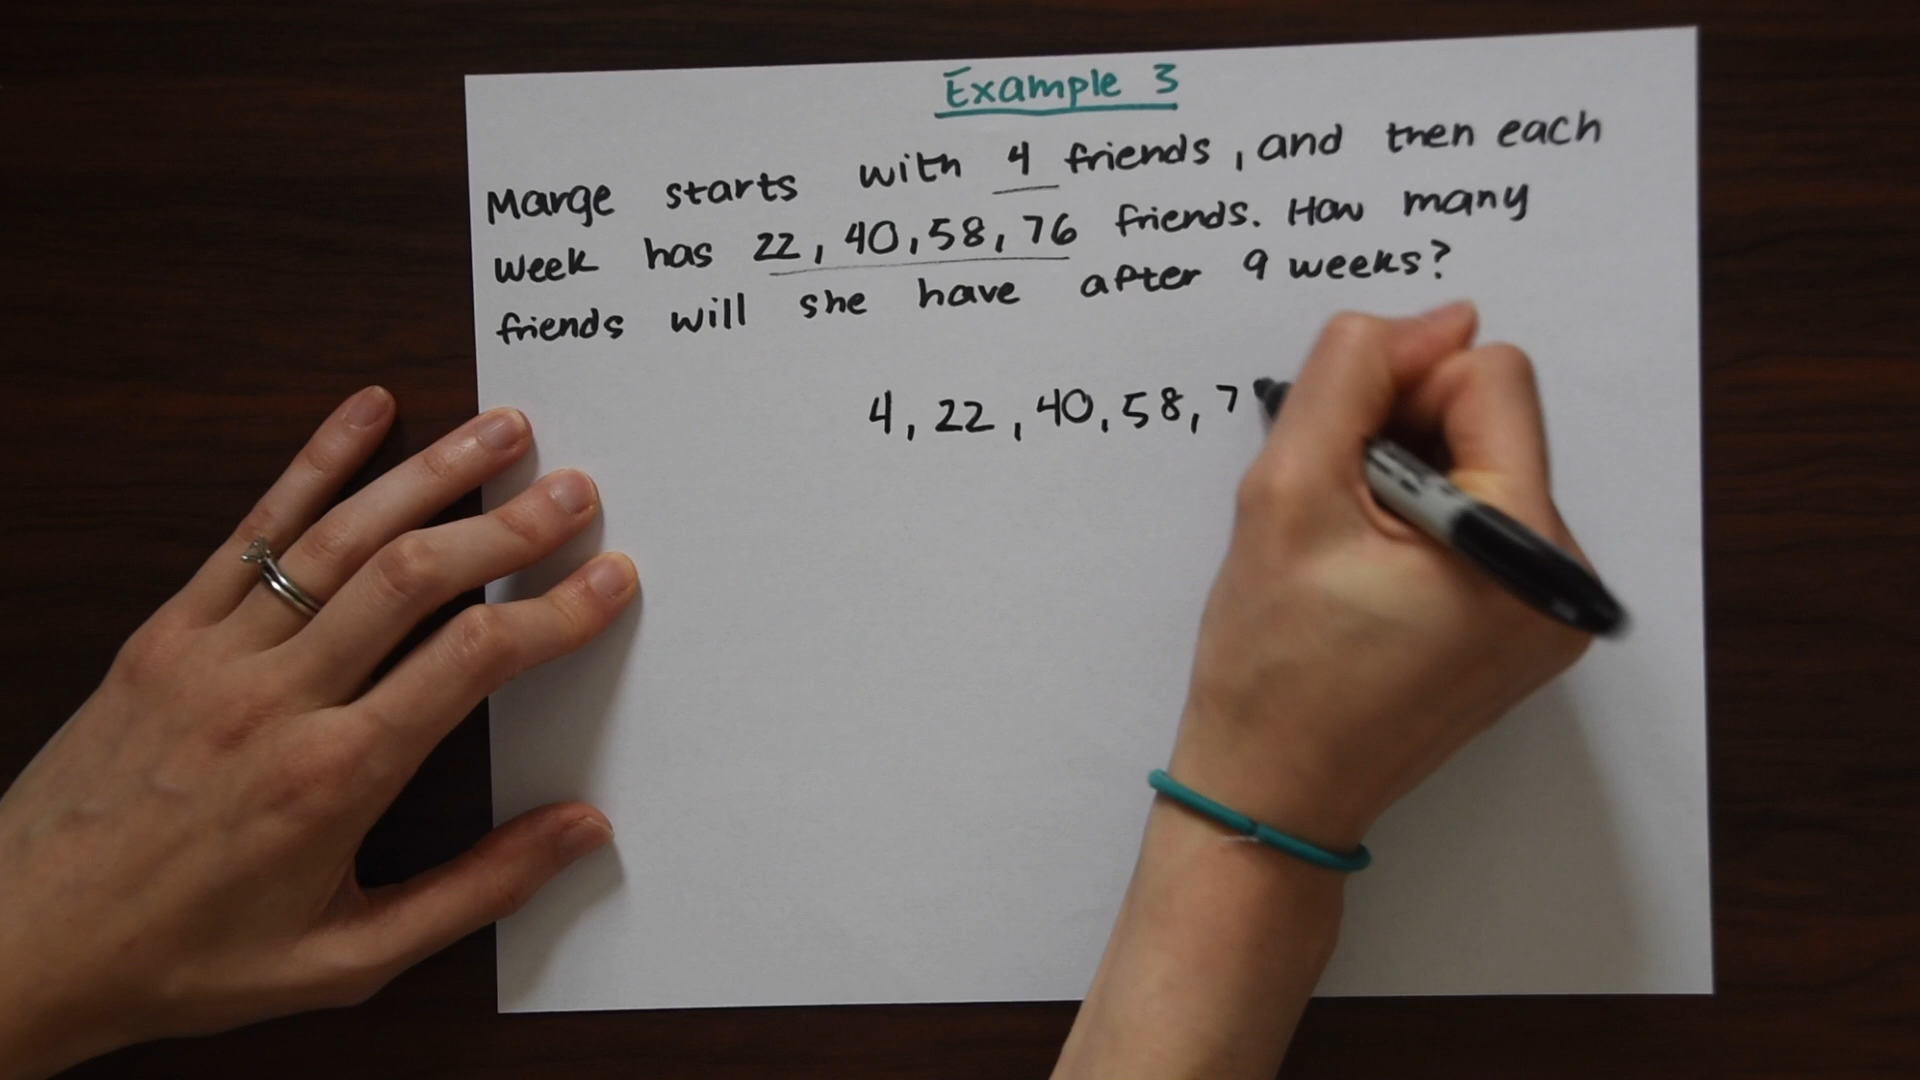 Example 3
Marge starts with 4 friends, and then each
week has 22, 40, 58, 76 friends. How many
friends will she have after 9 weeks?
4, 22, 40, 58, 7